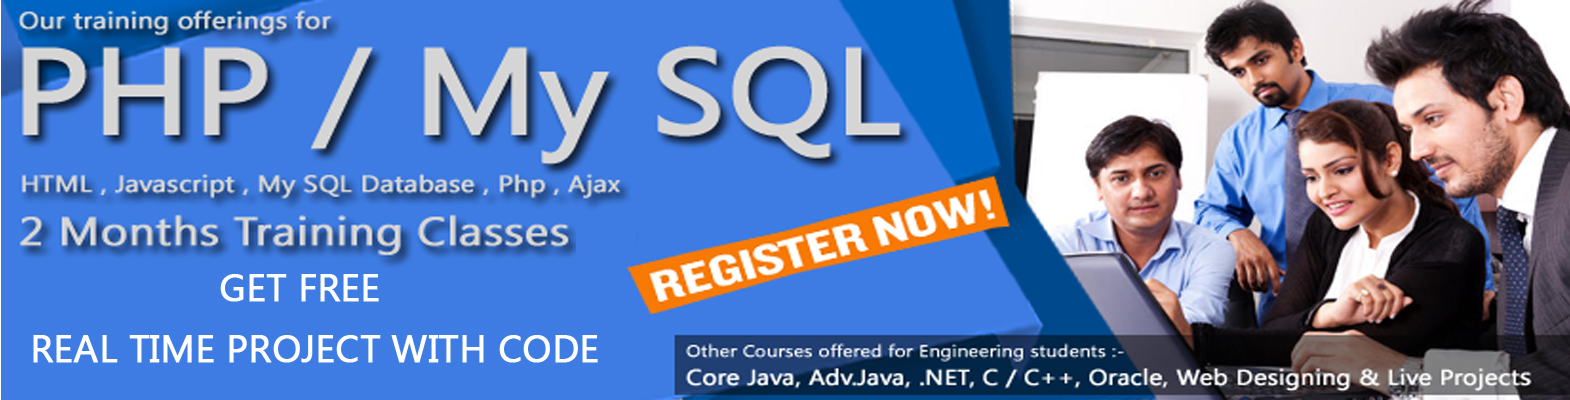 Our training offerings for
PHP / My SQL
HTML , Javascript , My SQL Database , Php , Ajax
2 Months Training Classes
GET FREE
REAL TIME PROJECT WITH CODE
REGISTER NOW!
Other Courses offered for Engineering students :-
Core Java, Adv.Java, .NET, C / C++, Oracle, Web Designing & Live Projects